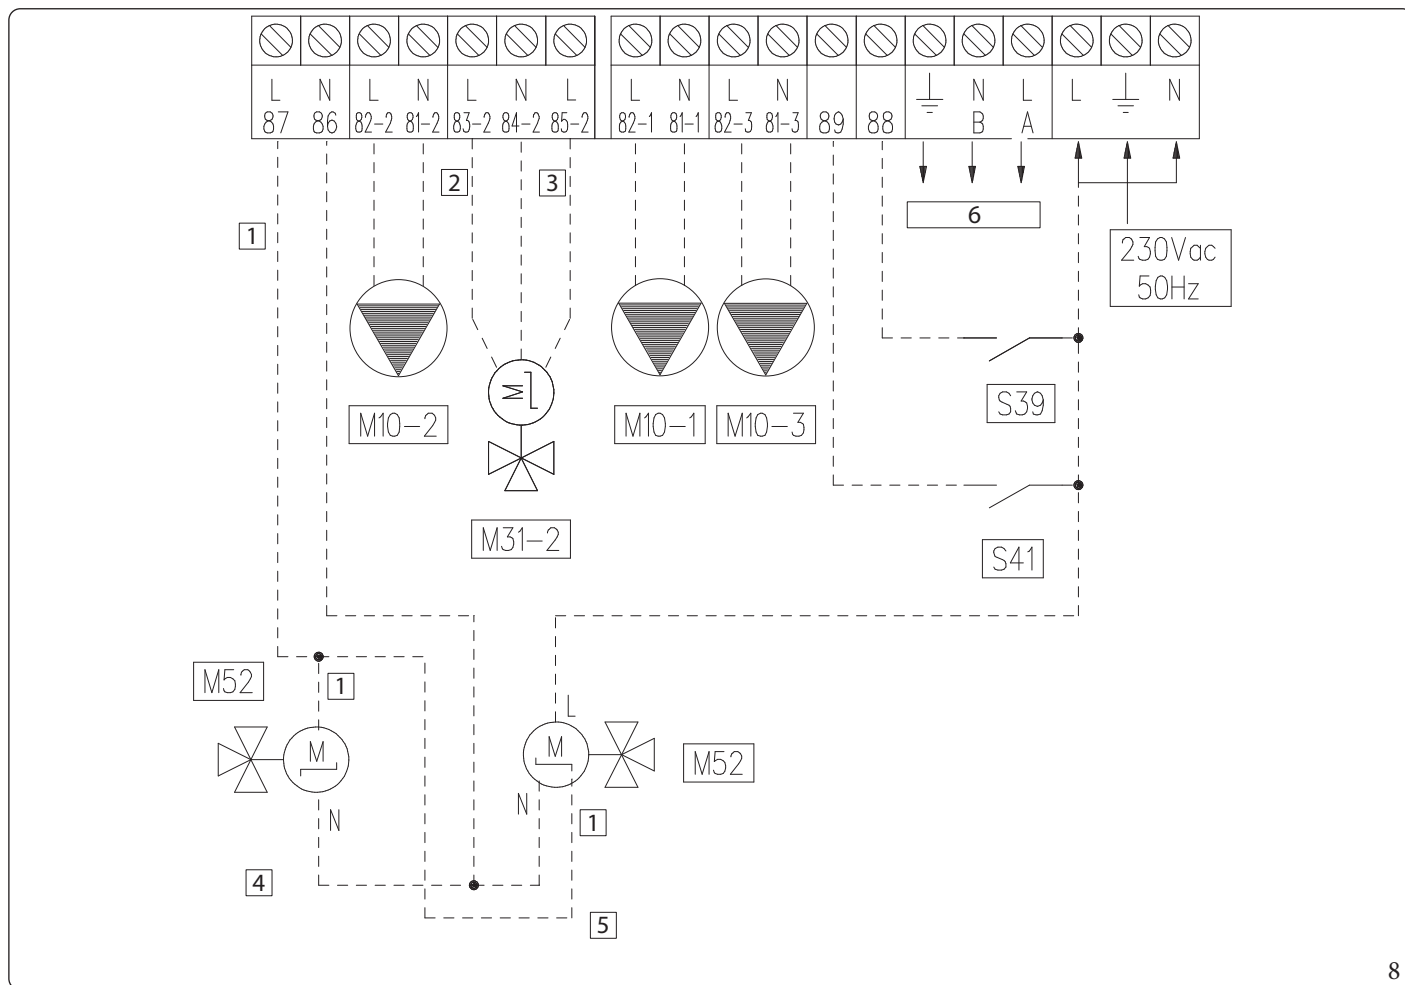 L N L N L N L L N L N N L L N
87 86 82-2 81-2 83-2 84-2 85-2 82-1 81-1 82-3 81-3 89 88 B A
2 3
1
6
230Vac
50Hz
S39
M10-2 M10-1 M10-3
M
M31-2
S41
M52
1
L
M M
M52
N N
1
4
5
8